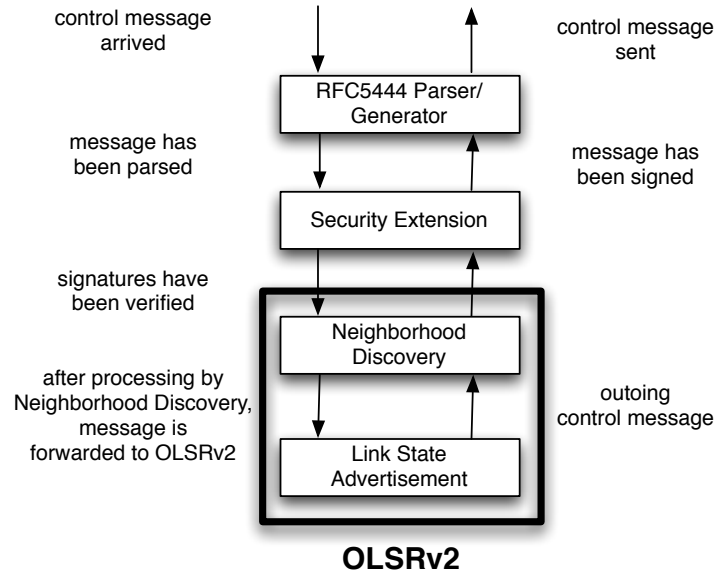 control message
arrived
control message
sent
RFC5444 Parser/
Generator
message has
been parsed
message has
been signed
Security Extension
signatures have
been verified
Neighborhood
Discovery
after processing by
Neighborhood Discovery,
message is
forwarded to OLSRv2
outoing
control message
Link State
Advertisement
OLSRv2